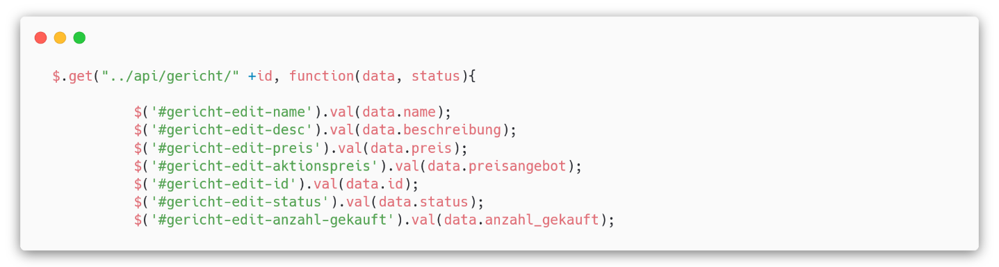 $.get("../api/gericht/" +id, function(data, status){
$('#gericht-edit-name').val(data.name);
$('#gericht-edit-desc').val(data.beschreibung);
$('#gericht-edit-preis').val(data.preis);
$('#gericht-edit-aktionspreis').val(data.preisangebot);
$('#gericht-edit-id').val(data.id);
$('#gericht-edit-status').val(data.status);
$('#gericht-edit-anzahl-gekauft').val(data.anzahl_gekauft);